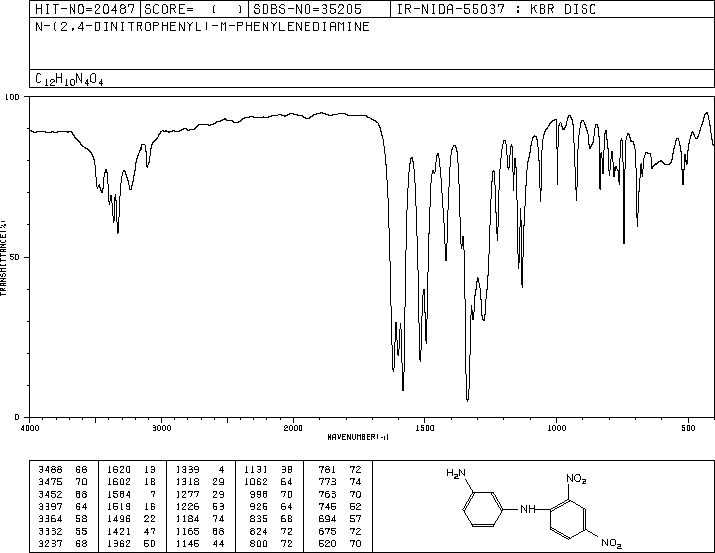 HIT-NO=20487 SCORE= ( ) SDBS-NO=35205 IR-NIDA-55037 : KBR DISC
N-(2,4-DINITROPHENYL)-M-PHENYLENEDIAMINE
C12H10N4O4
100
50
0
TRANSMITTANCE(%)
4000 3000 2000 1500 1000 500
WAVENUMBER(-1)
3488 66 1620 13 1339 4 1131 38 781 72
3475 70 1602 18 1318 29 1062 64 773 74
3452 68 1584 7 1277 29 998 70 763 70
3397 64 1519 16 1226 53 926 64 745 52
3364 58 1496 22 1184 74 835 68 694 57
3332 55 1421 47 1165 68 824 72 675 72
3237 68 1362 50 1145 44 800 72 520 70
H2N
NO2
NH
NO2